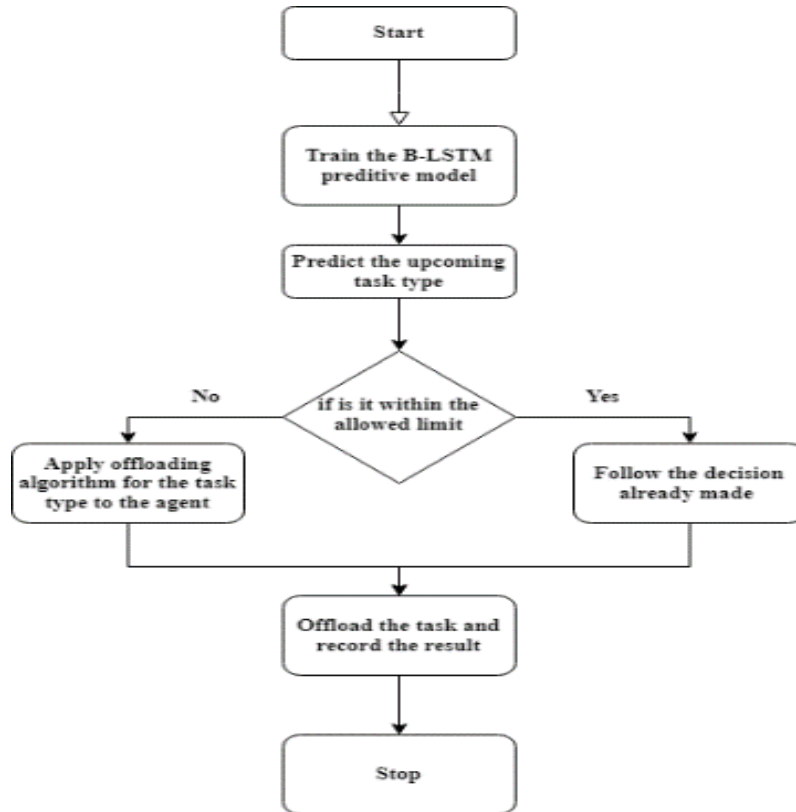 Start
Train the B-LSTM
preditive model
Predict the upcoming
task type
if is it within the
allowed limit
No
Yes
Apply offloading
algorithm for the task
type to the agent
Follow the decision
already made
Offload the task and
record the result
Stop